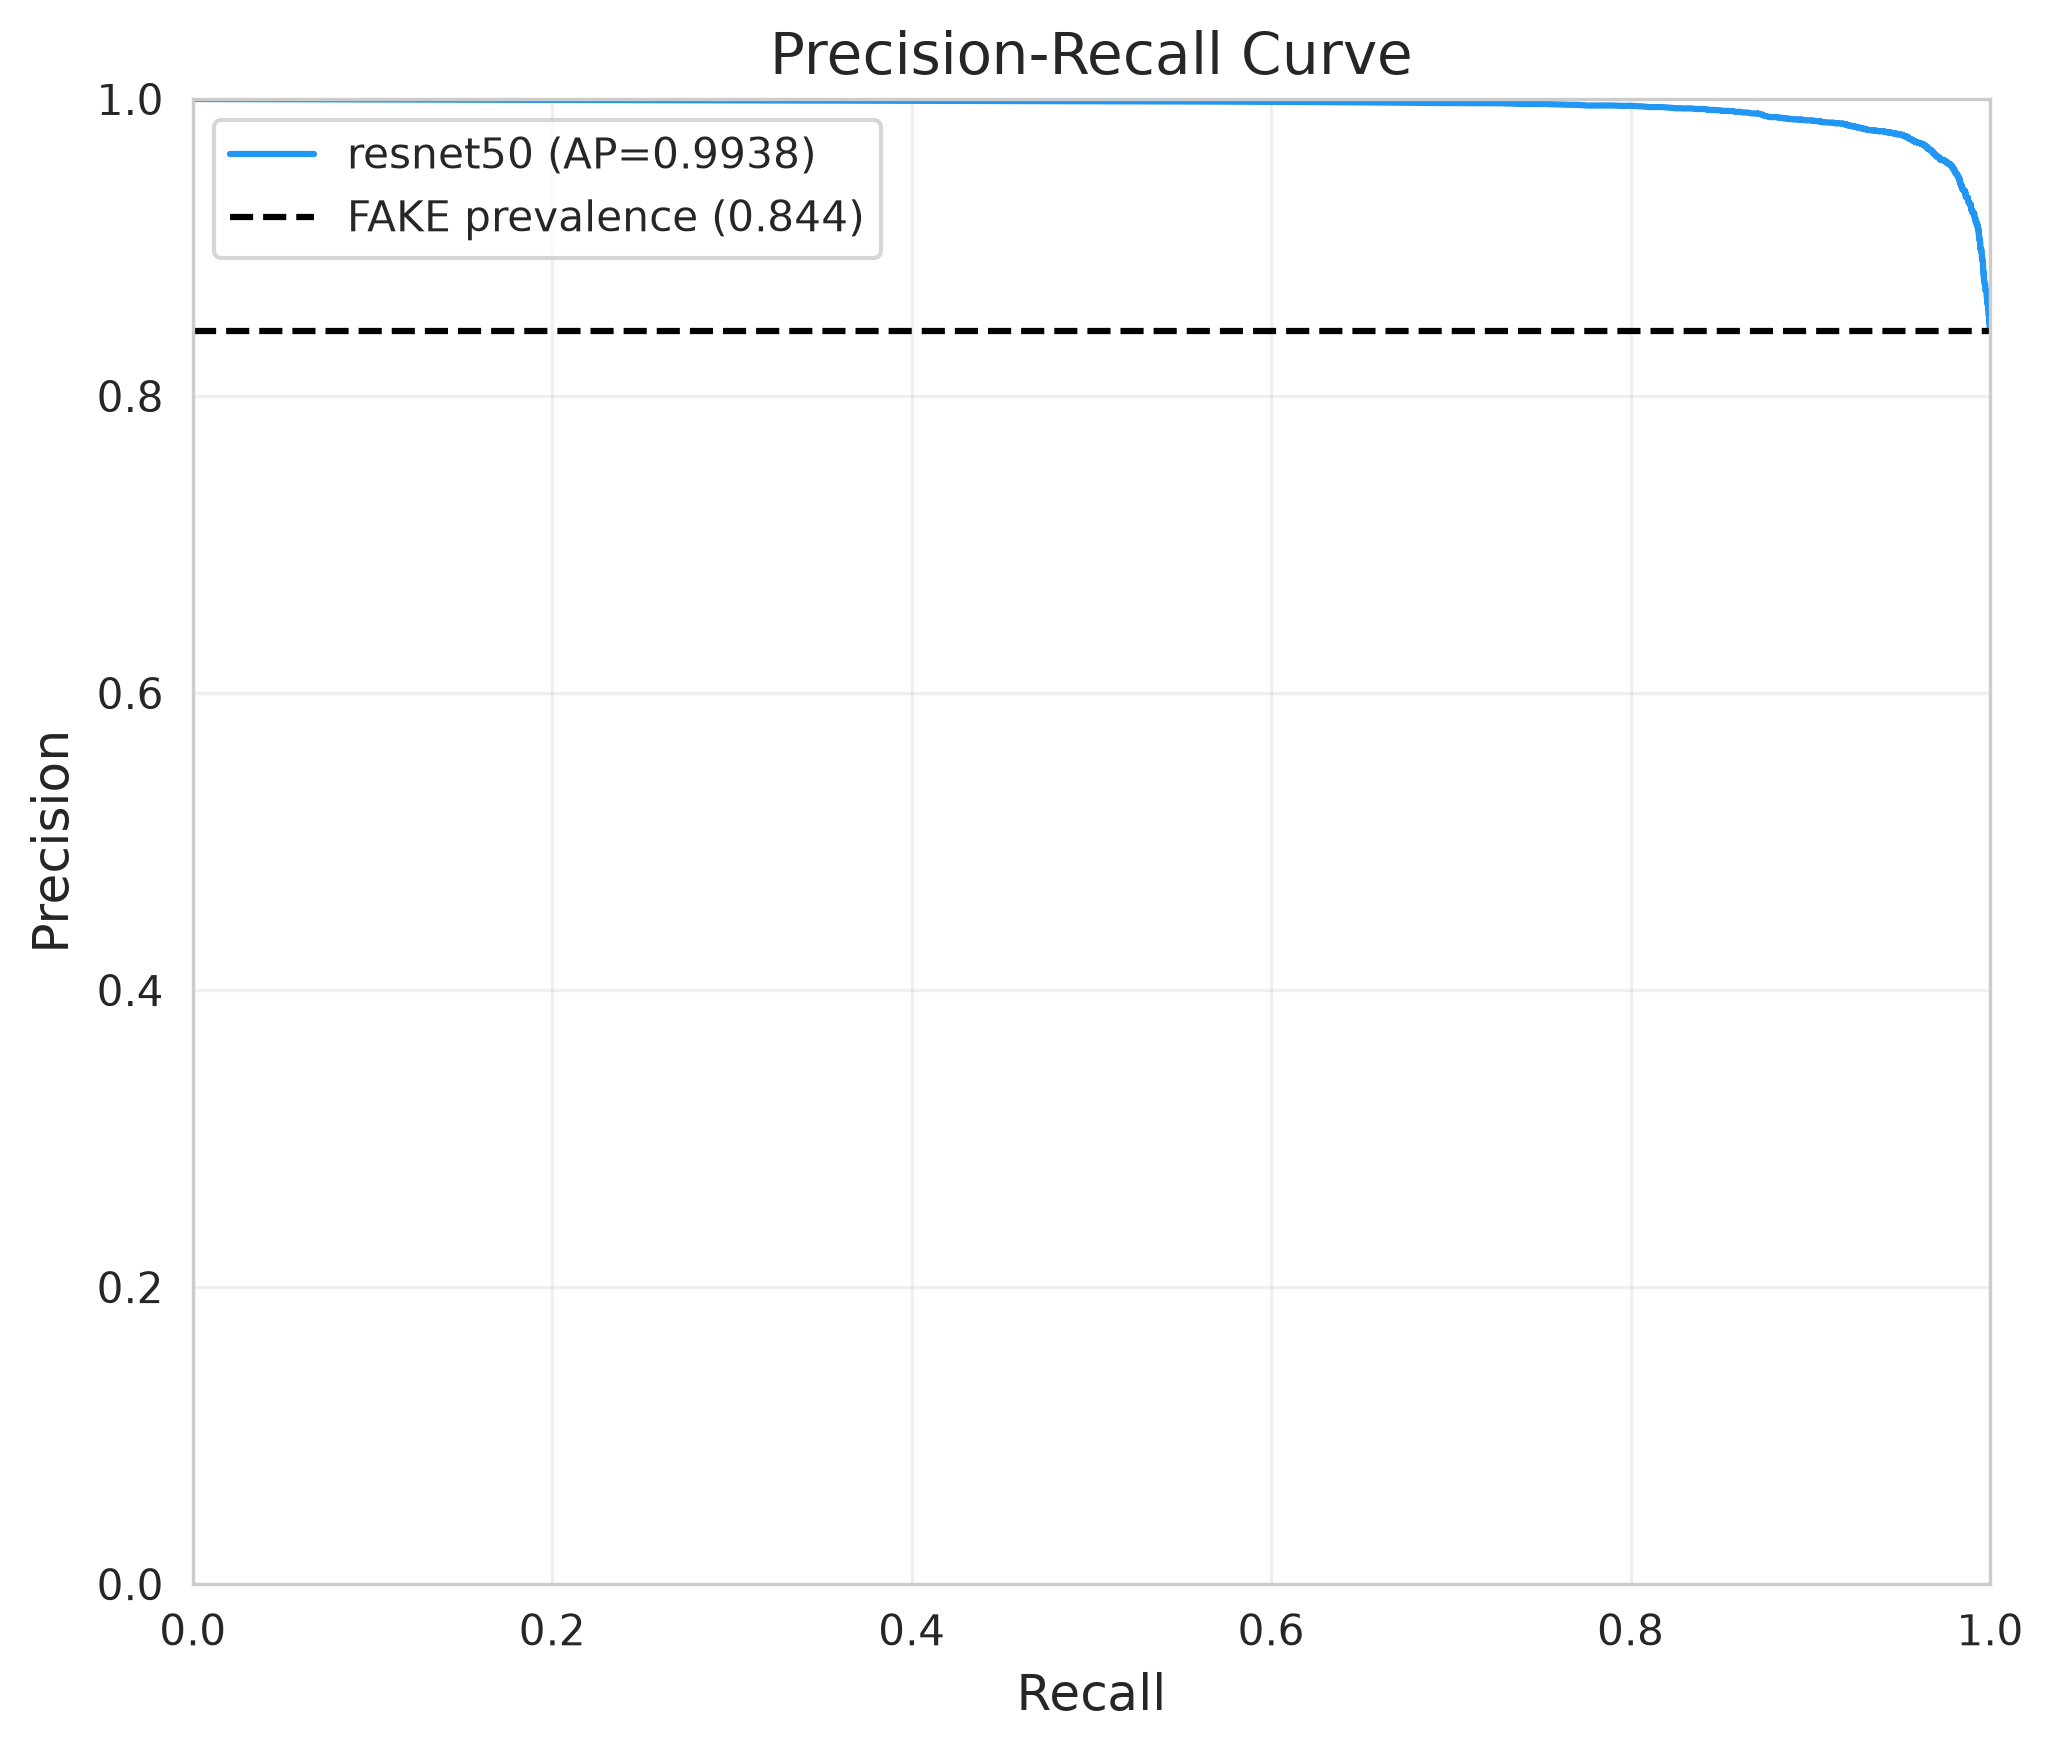 Precision-Recall Curve
1.0
resnet50 (AP=0.9938)
FAKE prevalence (0.844)
0.8
0.6
Precision
0.4
0.2
0.0
0.0 0.2 0.4 0.6 0.8 1.0
Recall